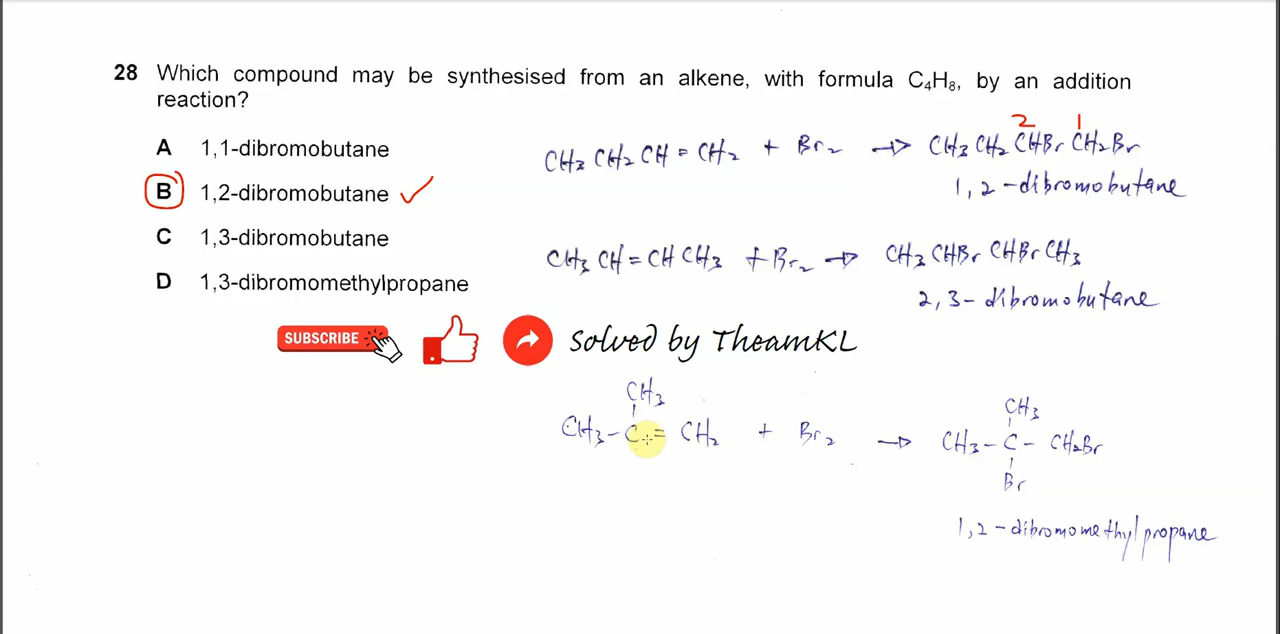 28 Which compound may be synthesised from an alkene, with formula C₄H₈, by an addition
reaction?
A 1,1-dibromobutane
B 1,2-dibromobutane ✓
C 1,3-dibromobutane
D 1,3-dibromomethylpropane
2 1
CH₃ CH₂ CH = CH₂ + Br₂ → CH₃ CH₂ CHBr CH₂Br
1,2-dibromobutane
CH₃ CH = CH CH₃ + Br₂ → CH₃ CHBr CHBr CH₃
2,3-dibromobutane
SUBSCRIBE
Solved by TheamKL
CH₃
CH₃ - C = CH₂ + Br₂ →
CH₃
CH₃ - C - CH₂Br
Br
1,2-dibromomethylpropane